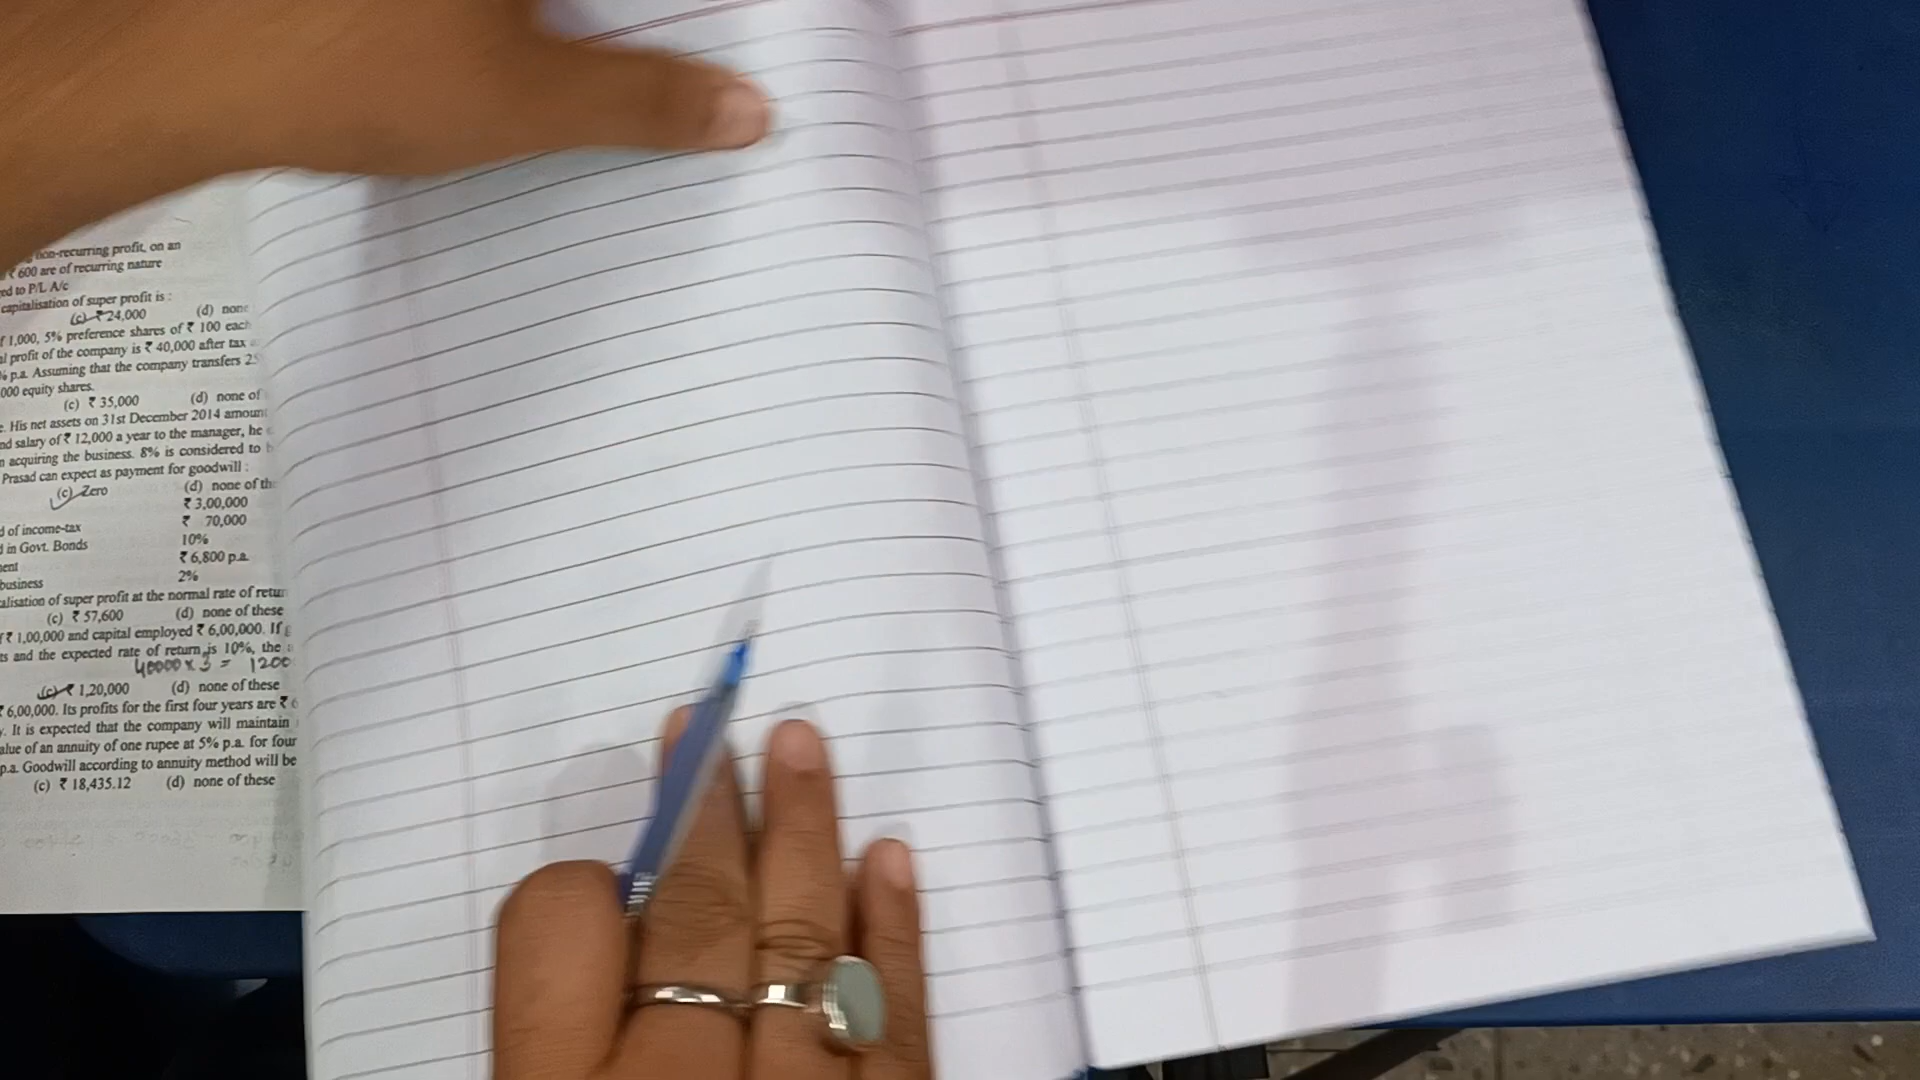 non-recurring profit, on an
₹ 600 are of recurring nature
ed to P/L A/c
capitalisation of super profit is :
(c) ₹ 24,000 (d) none
f 1,000, 5% preference shares of ₹ 100 each
al profit of the company is ₹ 40,000 after tax
% p.a. Assuming that the company transfers 25
000 equity shares.
(c) ₹ 35,000 (d) none of
e. His net assets on 31st December 2014 amount
nd salary of ₹ 12,000 a year to the manager, he
n acquiring the business. 8% is considered to b
Prasad can expect as payment for goodwill :
(c) Zero (d) none of the
₹ 3,00,000
d of income-tax ₹ 70,000
d in Govt. Bonds 10%
ent ₹ 6,800 p.a.
business 2%
alisation of super profit at the normal rate of retur
(c) ₹ 57,600 (d) none of these
f ₹ 1,00,000 and capital employed ₹ 6,00,000. If g
ts and the expected rate of return is 10%, the
40000 x 3 = 1200
(c) ₹ 1,20,000 (d) none of these
₹ 6,00,000. Its profits for the first four years are ₹ 6
y. It is expected that the company will maintain
alue of an annuity of one rupee at 5% p.a. for four
p.a. Goodwill according to annuity method will be
(c) ₹ 18,435.12 (d) none of these